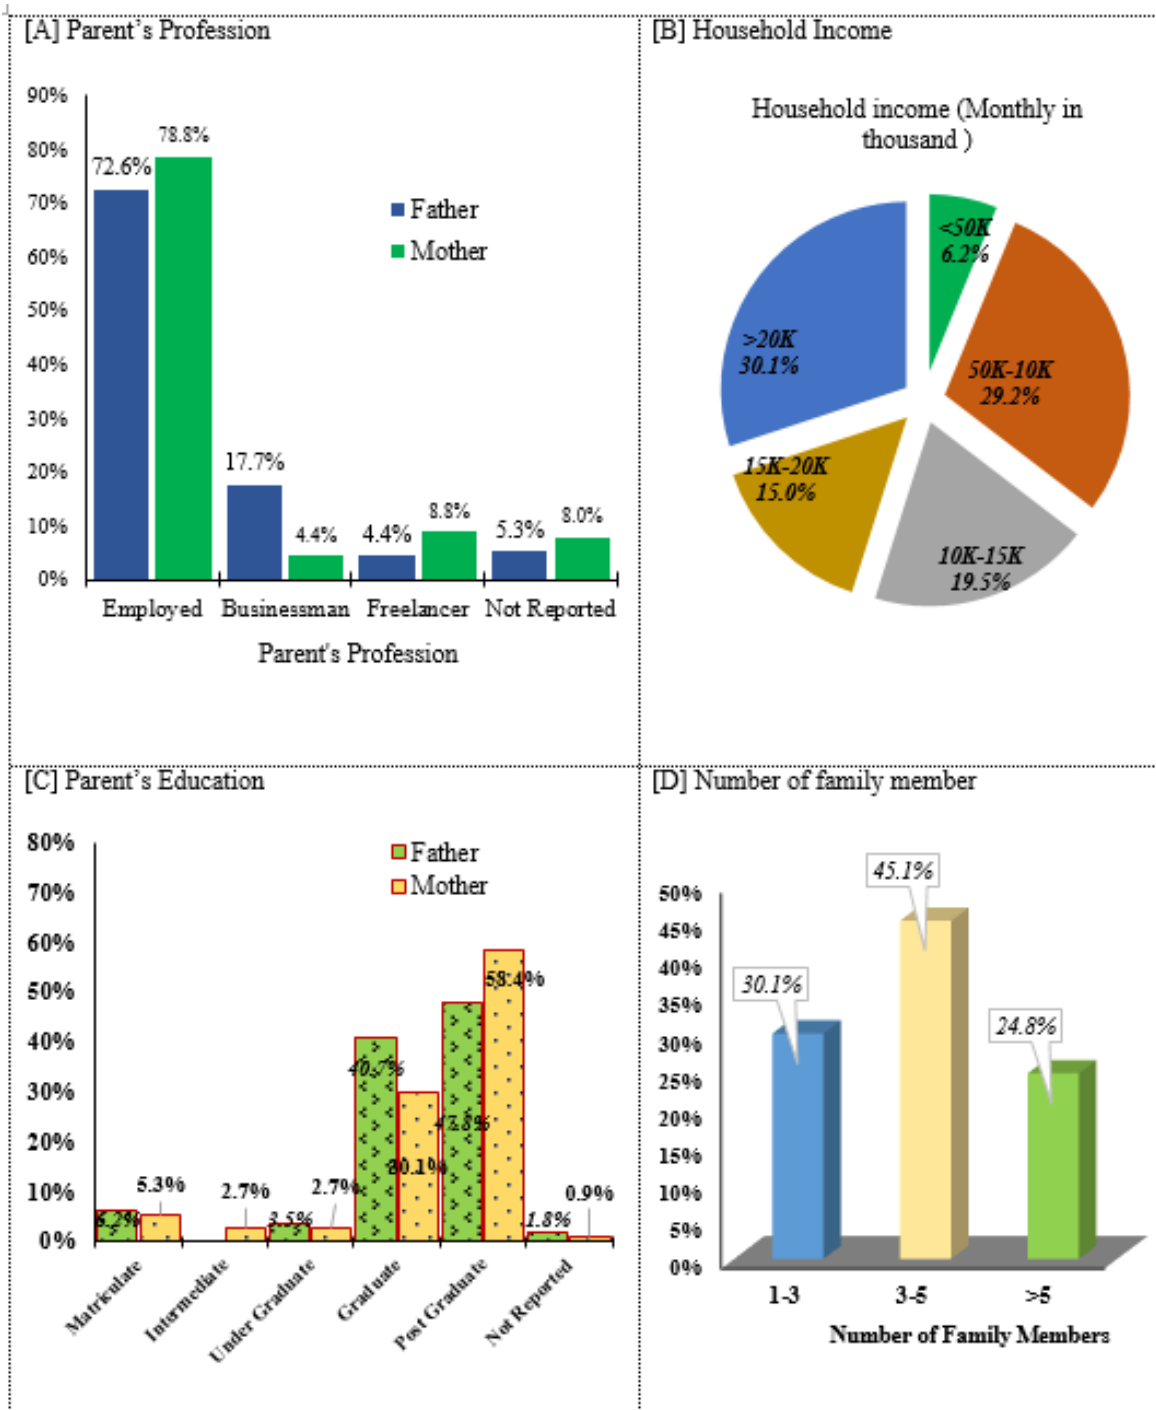 [A] Parent’s Profession
90%
80%
70%
60%
50%
40%
30%
20%
10%
0%
72.6%
78.8%
17.7%
4.4%
4.4%
8.8%
5.3%
8.0%
Father
Mother
Employed Businessman Freelancer Not Reported
Parent's Profession
[B] Household Income
Household income (Monthly in
thousand )
<50K
6.2%
50K-10K
29.2%
10K-15K
19.5%
15K-20K
15.0%
>20K
30.1%
[C] Parent’s Education
80%
70%
60%
50%
40%
30%
20%
10%
0%
Father
Mother
6.2%
5.3%
2.7%
3.5%
2.7%
40.7%
30.1%
47.8%
58.4%
1.8%
0.9%
Matriculate
Intermediate
Under Graduate
Graduate
Post Graduate
Not Reported
[D] Number of family member
50%
45%
40%
35%
30%
25%
20%
15%
10%
5%
0%
30.1%
45.1%
24.8%
1-3 3-5 >5
Number of Family Members